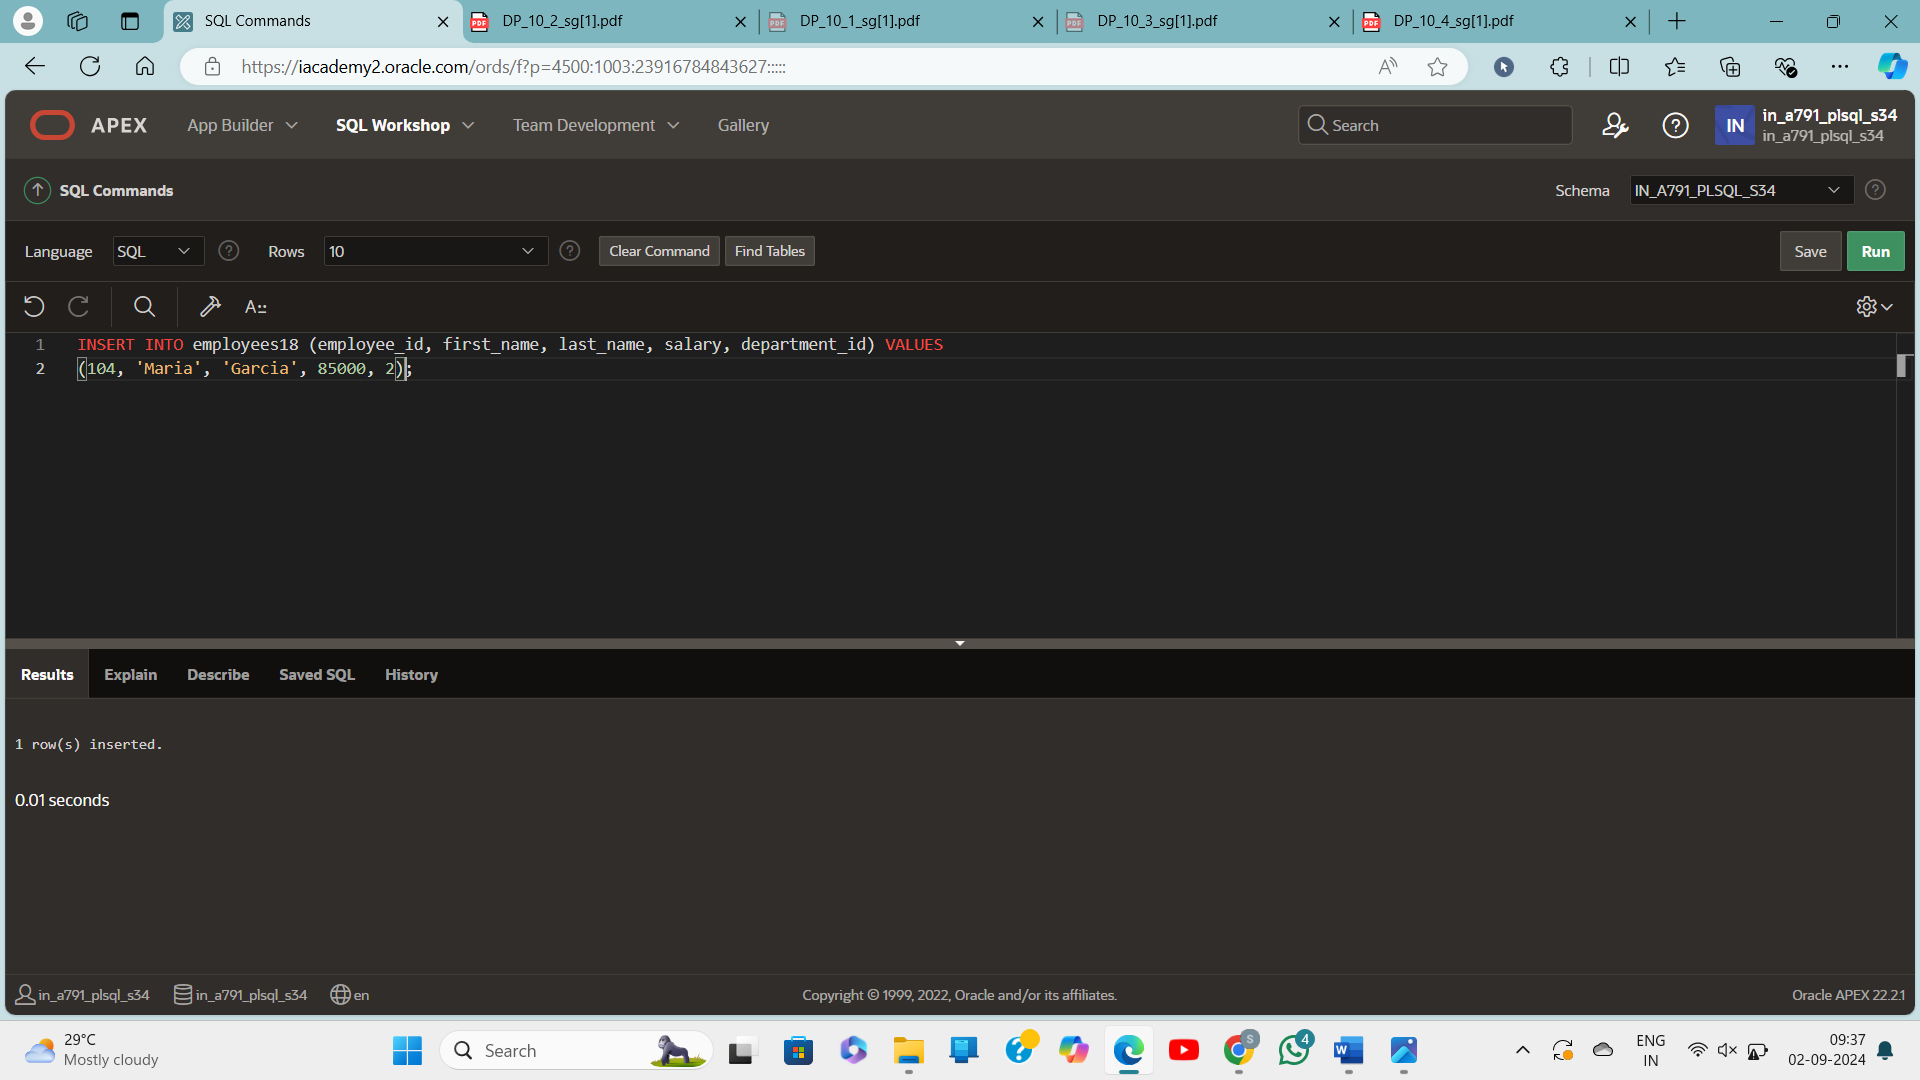 SQL Commands
DP_10_2_sg[1].pdf
DP_10_1_sg[1].pdf
DP_10_3_sg[1].pdf
DP_10_4_sg[1].pdf
https://iacademy2.oracle.com/ords/f?p=4500:1003:23916784843627:::::
APEX
App Builder
SQL Workshop
Team Development
Gallery
Search
IN
in_a791_plsql_s34
in_a791_plsql_s34
SQL Commands
Schema
IN_A791_PLSQL_S34
Language
SQL
Rows
10
Clear Command
Find Tables
Save
Run
1 INSERT INTO employees18 (employee_id, first_name, last_name, salary, department_id) VALUES
2 (104, 'Maria', 'Garcia', 85000, 2);
Results
Explain
Describe
Saved SQL
History
1 row(s) inserted.
0.01 seconds
in_a791_plsql_s34
in_a791_plsql_s34
en
Copyright © 1999, 2022, Oracle and/or its affiliates.
Oracle APEX 22.2.1
29°C
Mostly cloudy
Search
S
4
ENG
IN
09:37
02-09-2024